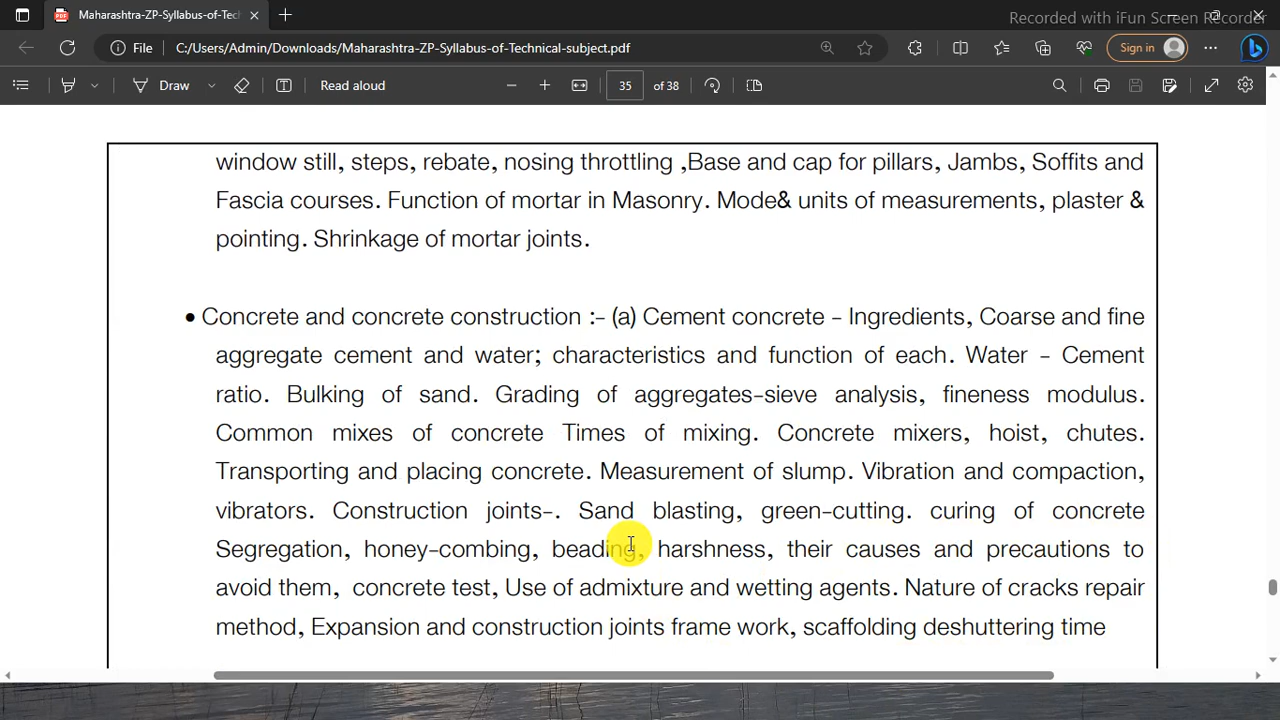 Maharashtra-ZP-Syllabus-of-Tec
Recorded with iFun Screen Recorder
File
C:/Users/Admin/Downloads/Maharashtra-ZP-Syllabus-of-Technical-subject.pdf
Sign in
Draw
Read aloud
35
of 38
window still, steps, rebate, nosing throttling ,Base and cap for pillars, Jambs, Soffits and
Fascia courses. Function of mortar in Masonry. Mode& units of measurements, plaster &
pointing. Shrinkage of mortar joints.
• Concrete and concrete construction :- (a) Cement concrete - Ingredients, Coarse and fine
aggregate cement and water; characteristics and function of each. Water - Cement
ratio. Bulking of sand. Grading of aggregates-sieve analysis, fineness modulus.
Common mixes of concrete Times of mixing. Concrete mixers, hoist, chutes.
Transporting and placing concrete. Measurement of slump. Vibration and compaction,
vibrators. Construction joints-. Sand blasting, green-cutting. curing of concrete
Segregation, honey-combing, beading, harshness, their causes and precautions to
avoid them, concrete test, Use of admixture and wetting agents. Nature of cracks repair
method, Expansion and construction joints frame work, scaffolding deshuttering time